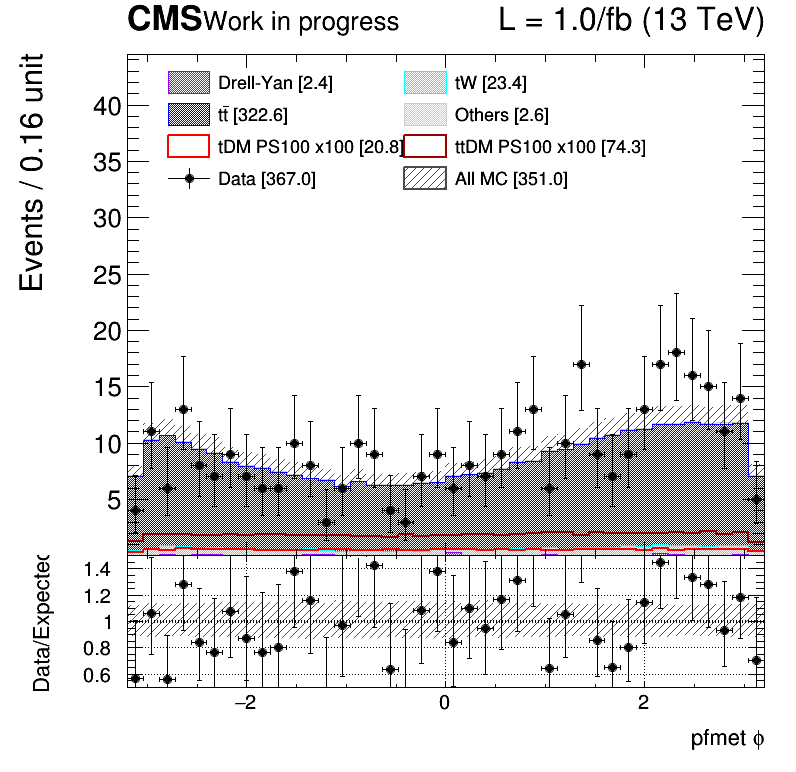 CMS Work in progress L = 1.0/fb (13 TeV)
Events / 0.16 unit
Drell-Yan [2.4] tW [23.4]
tt̄ [322.6] Others [2.6]
tDM PS100 x100 [20.8] ttDM PS100 x100 [74.3]
Data [367.0] All MC [351.0]
40
35
30
25
20
15
10
5
Data/Expected
1.4
1.2
1
0.8
0.6
−2 0 2
pfmet ϕ